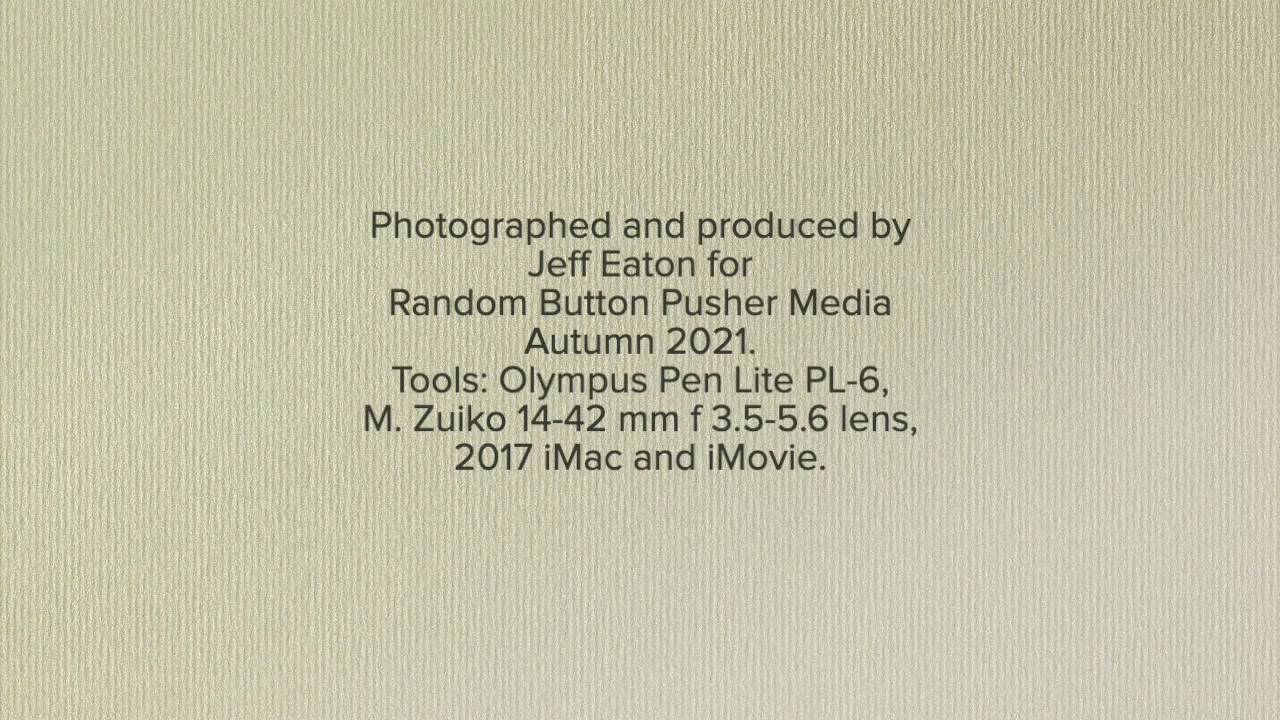 Photographed and produced by
Jeff Eaton for
Random Button Pusher Media
Autumn 2021.
Tools: Olympus Pen Lite PL-6,
M. Zuiko 14-42 mm f 3.5-5.6 lens,
2017 iMac and iMovie.